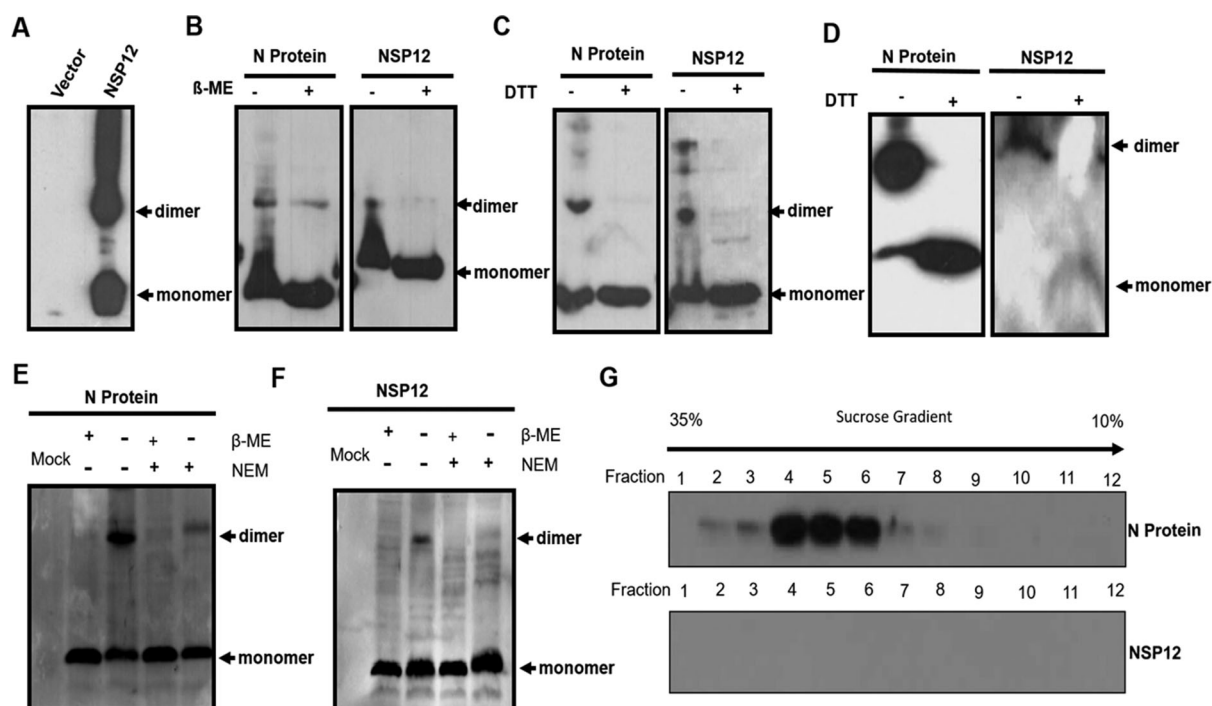 A
Vector
NSP12
dimer
monomer
B
N Protein
NSP12
ß-ME
- + - +
dimer
monomer
C
N Protein
NSP12
DTT
- + - +
dimer
monomer
D
N Protein
NSP12
DTT
- + - +
dimer
monomer
E
N Protein
+ - + - β-ME
Mock
- - + + NEM
dimer
monomer
F
NSP12
+ - + - β-ME
Mock
- - + + NEM
dimer
monomer
G
35% Sucrose Gradient 10%
Fraction 1 2 3 4 5 6 7 8 9 10 11 12
N Protein
Fraction 1 2 3 4 5 6 7 8 9 10 11 12
NSP12